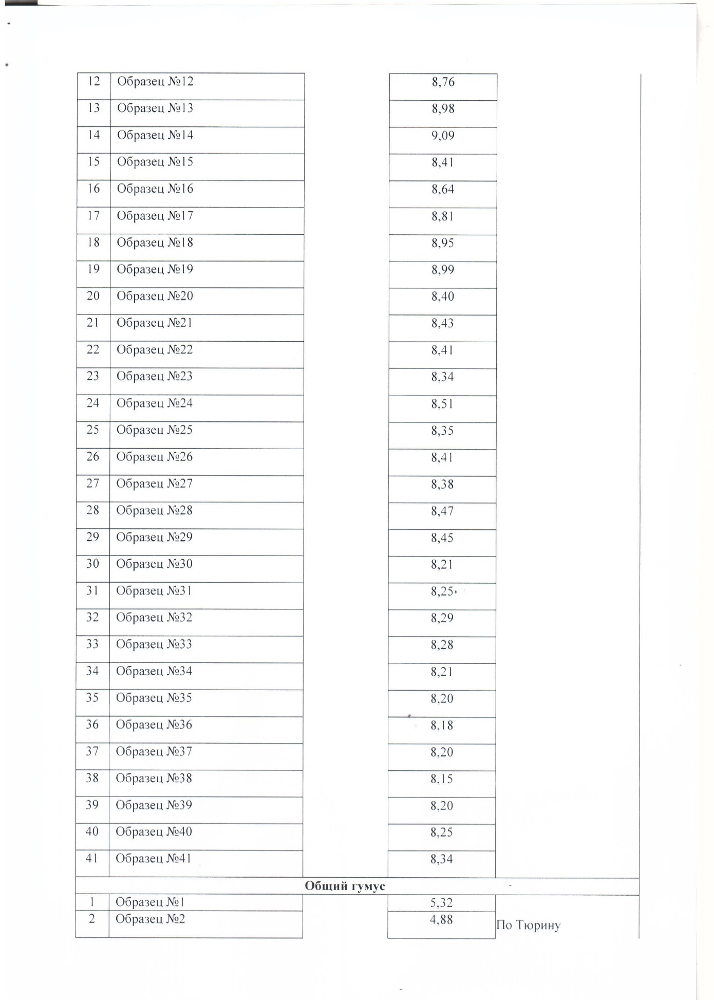 12 Образец №12 8,76
13 Образец №13 8,98
14 Образец №14 9,09
15 Образец №15 8,41
16 Образец №16 8,64
17 Образец №17 8,81
18 Образец №18 8,95
19 Образец №19 8,99
20 Образец №20 8,40
21 Образец №21 8,43
22 Образец №22 8,41
23 Образец №23 8,34
24 Образец №24 8,51
25 Образец №25 8,35
26 Образец №26 8,41
27 Образец №27 8,38
28 Образец №28 8,47
29 Образец №29 8,45
30 Образец №30 8,21
31 Образец №31 8,25
32 Образец №32 8,29
33 Образец №33 8,28
34 Образец №34 8,21
35 Образец №35 8,20
36 Образец №36 8,18
37 Образец №37 8,20
38 Образец №38 8,15
39 Образец №39 8,20
40 Образец №40 8,25
41 Образец №41 8,34
Общий гумус
1 Образец №1 5,32
2 Образец №2 4,88 По Тюрину